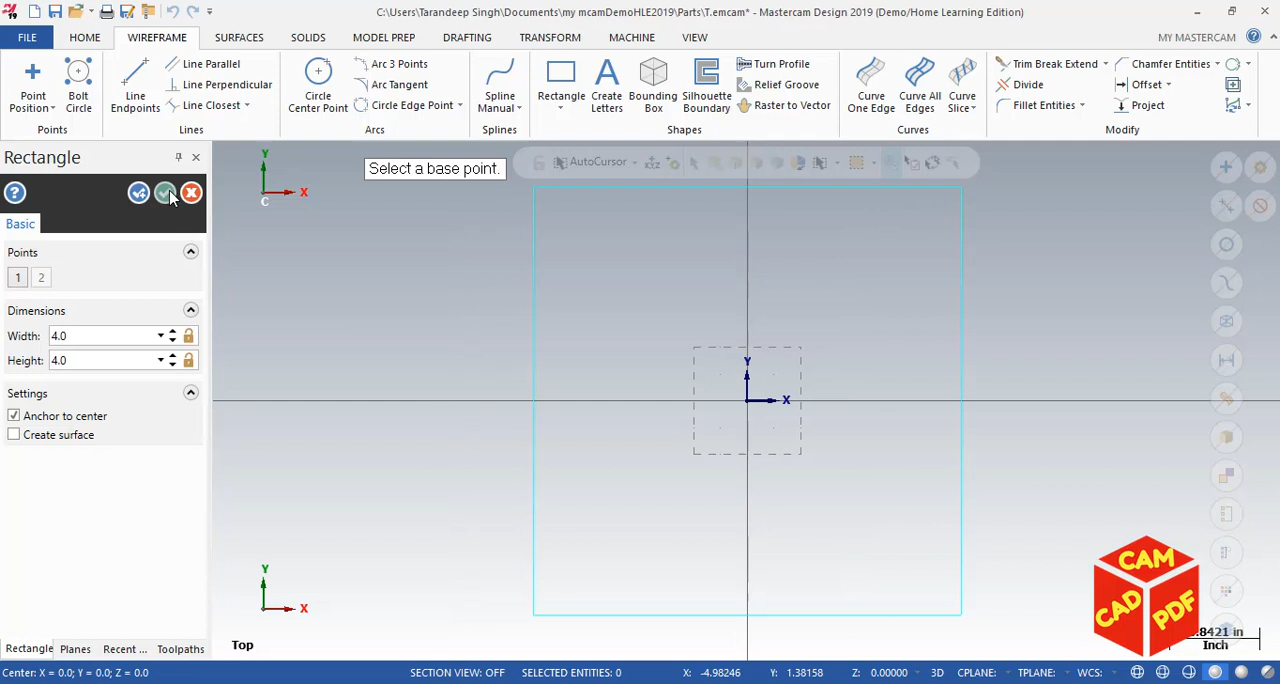 C:\Users\Tarandeep Singh\Documents\my mcamDemoHLE2019\Parts\T.emcam* - Mastercam Design 2019 (Demo/Home Learning Edition)
FILE HOME WIREFRAME SURFACES SOLIDS MODEL PREP DRAFTING TRANSFORM MACHINE VIEW MY MASTERCAM
Point Position
Bolt Circle
Points
Line Endpoints
Line Parallel
Line Perpendicular
Line Closest
Lines
Circle Center Point
Arc 3 Points
Arc Tangent
Circle Edge Point
Arcs
Spline Manual
Splines
Rectangle
Create Letters
Bounding Box
Silhouette Boundary
Turn Profile
Relief Groove
Raster to Vector
Shapes
Curve One Edge
Curve All Edges
Curve Slice
Curves
Trim Break Extend
Divide
Fillet Entities
Chamfer Entities
Offset
Project
Modify
Rectangle
Basic
Points
1 2
Dimensions
Width: 4.0
Height: 4.0
Settings
Anchor to center
Create surface
Y
X
C
Select a base point.
AutoCursor
Y
X
Y
X
Top
CAM
CAD
PDF
.8421 in
Inch
Rectangle Planes Recent ... Toolpaths
Center: X = 0.0; Y = 0.0; Z = 0.0 SECTION VIEW: OFF SELECTED ENTITIES: 0 X: -4.98246 Y: 1.38158 Z: 0.00000 3D CPLANE: TPLANE: WCS: